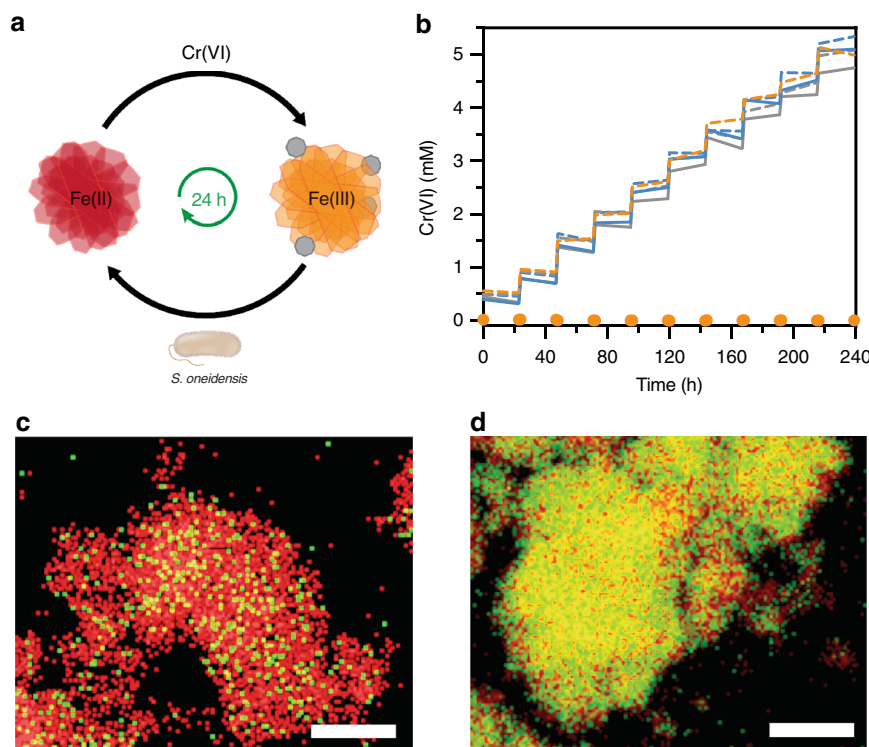 a
Cr(VI)
Fe(II)
24 h
Fe(III)
S. oneidensis
b
Cr(VI) (mM)
5
4
3
2
1
0
0 40 80 120 160 200 240
Time (h)
c
d